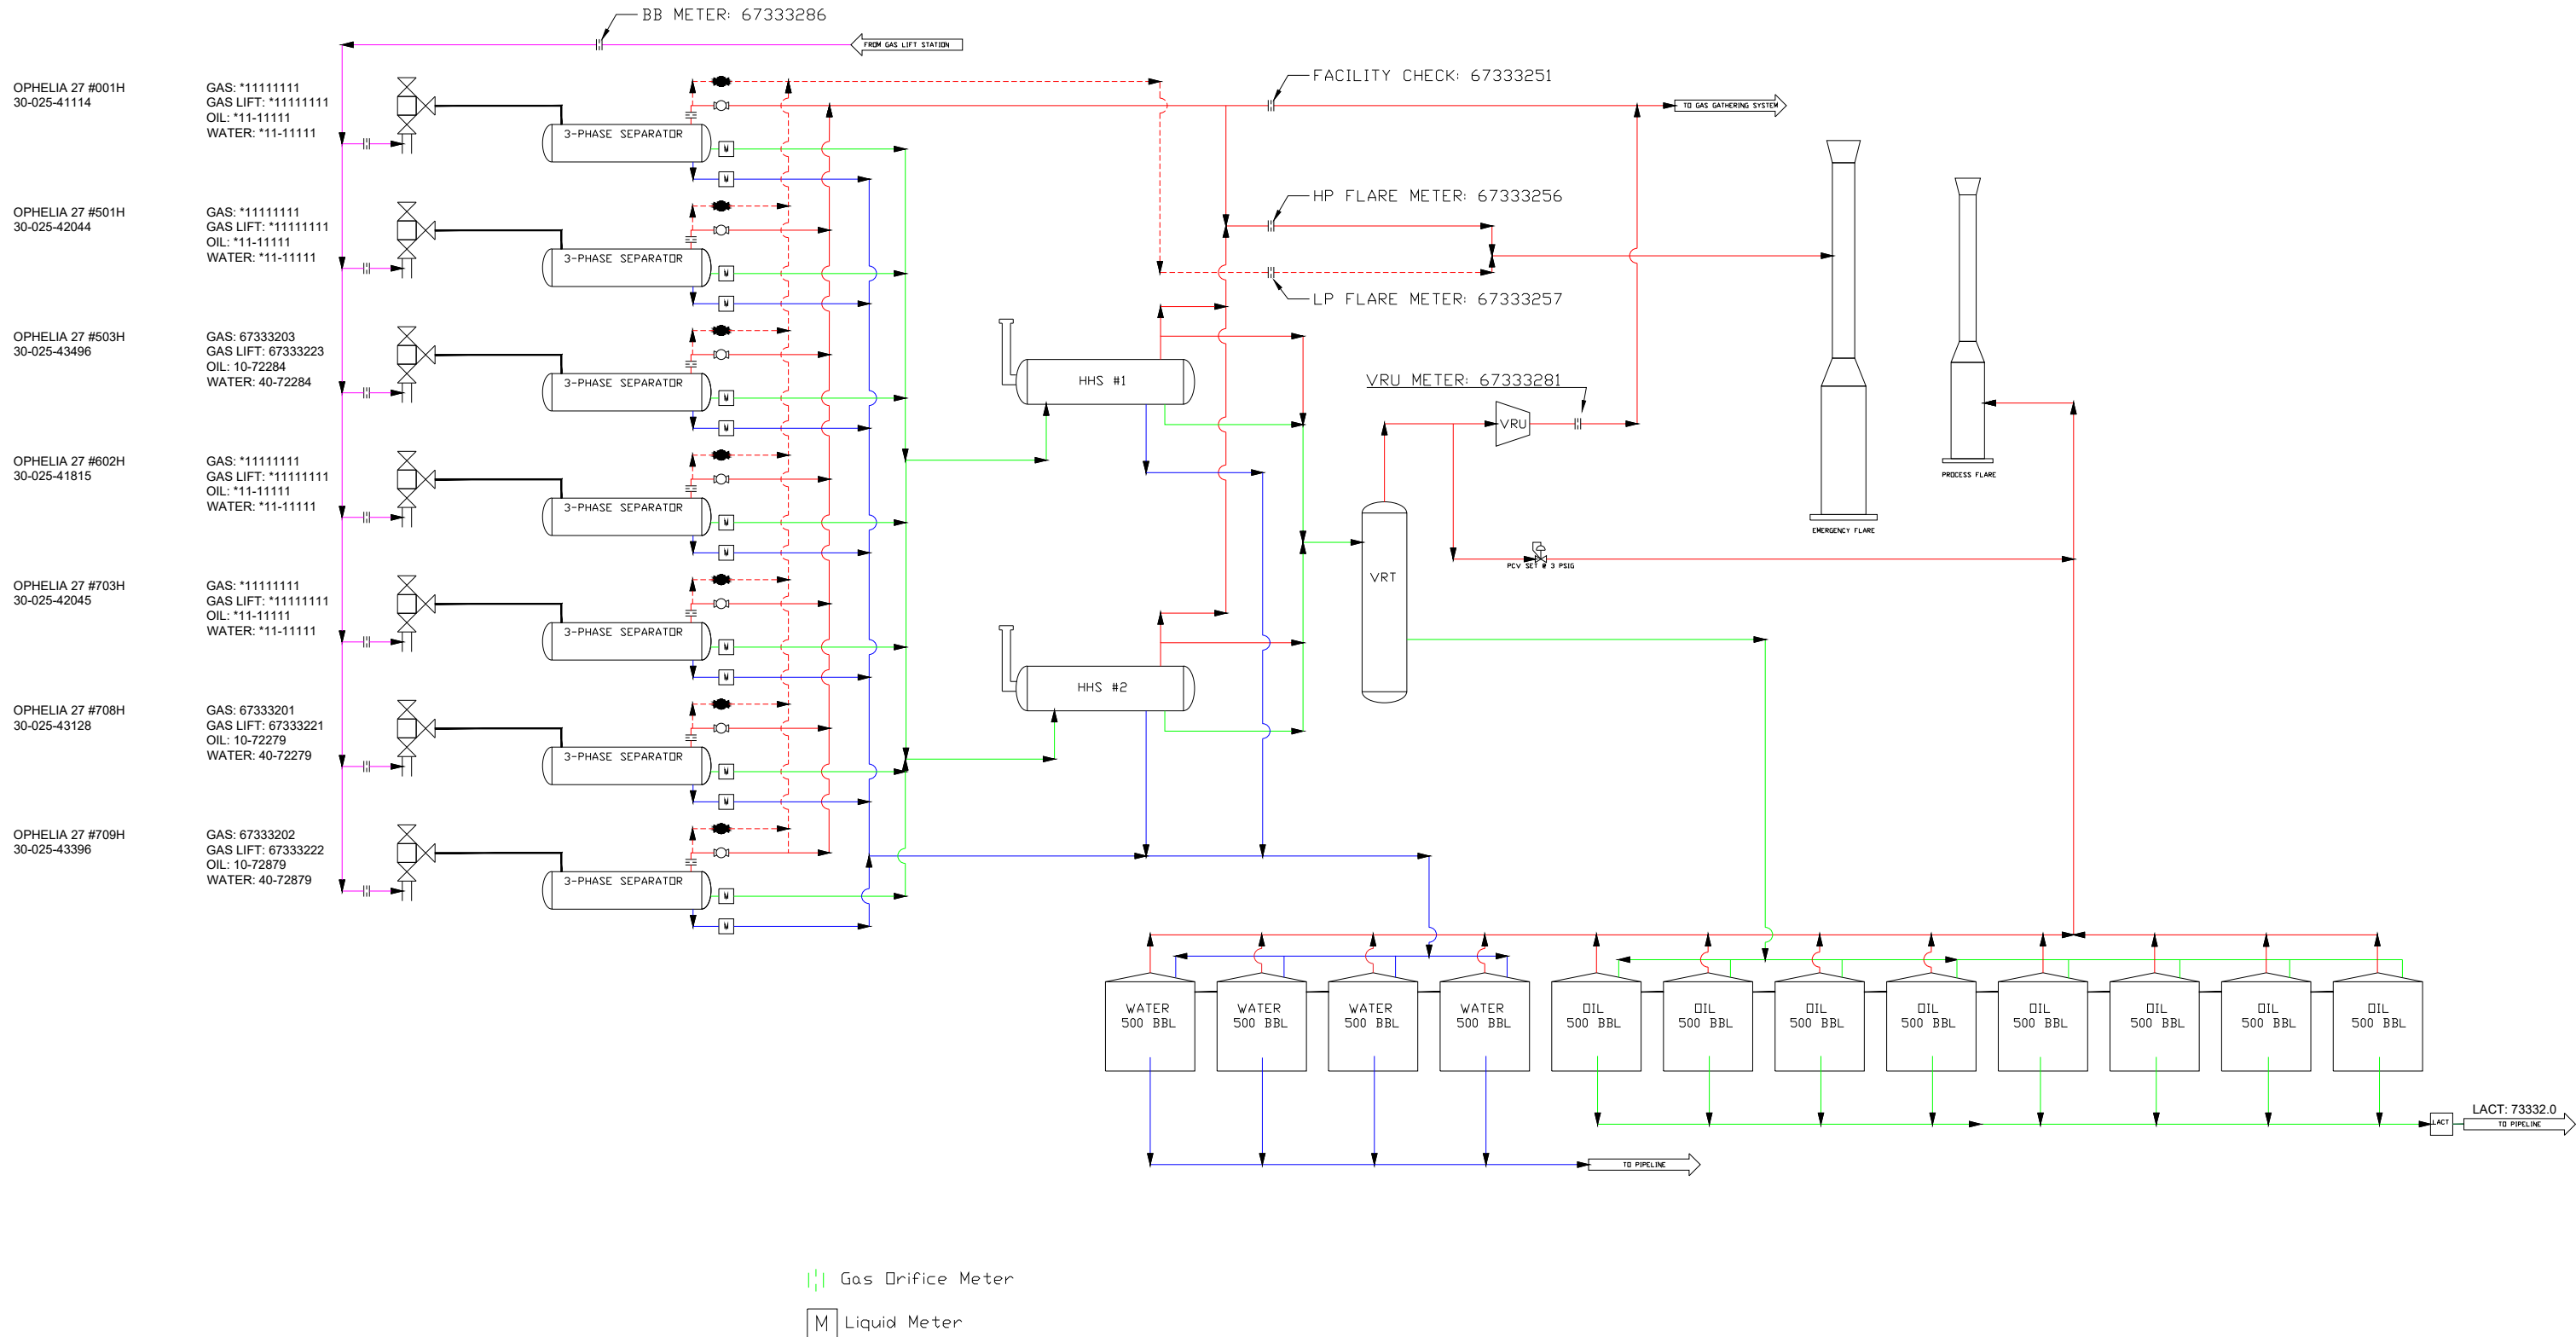 BB METER: 67333286
FROM GAS LIFT STATION
OPHELIA 27 #001H
30-025-41114
GAS: *11111111
GAS LIFT: *11111111
OIL: *11-11111
WATER: *11-11111
3-PHASE SEPARATOR
M
M
FACILITY CHECK: 67333251
TO GAS GATHERING SYSTEM
OPHELIA 27 #501H
30-025-42044
GAS: *11111111
GAS LIFT: *11111111
OIL: *11-11111
WATER: *11-11111
3-PHASE SEPARATOR
M
M
HP FLARE METER: 67333256
LP FLARE METER: 67333257
OPHELIA 27 #503H
30-025-43496
GAS: 67333203
GAS LIFT: 67333223
OIL: 10-72284
WATER: 40-72284
3-PHASE SEPARATOR
M
M
HHS #1
VRU METER: 67333281
VRU
OPHELIA 27 #602H
30-025-41815
GAS: *11111111
GAS LIFT: *11111111
OIL: *11-11111
WATER: *11-11111
3-PHASE SEPARATOR
M
M
PROCESS FLARE
EMERGENCY FLARE
PCV SET @ 3 PSIG
VRT
OPHELIA 27 #703H
30-025-42045
GAS: *11111111
GAS LIFT: *11111111
OIL: *11-11111
WATER: *11-11111
3-PHASE SEPARATOR
M
M
HHS #2
OPHELIA 27 #708H
30-025-43128
GAS: 67333201
GAS LIFT: 67333221
OIL: 10-72279
WATER: 40-72279
3-PHASE SEPARATOR
M
M
OPHELIA 27 #709H
30-025-43396
GAS: 67333202
GAS LIFT: 67333222
OIL: 10-72879
WATER: 40-72879
3-PHASE SEPARATOR
M
M
WATER
500 BBL
WATER
500 BBL
WATER
500 BBL
WATER
500 BBL
OIL
500 BBL
OIL
500 BBL
OIL
500 BBL
OIL
500 BBL
OIL
500 BBL
OIL
500 BBL
OIL
500 BBL
OIL
500 BBL
LACT
LACT: 73332.0
TO PIPELINE
TO PIPELINE
Gas Orifice Meter
M Liquid Meter